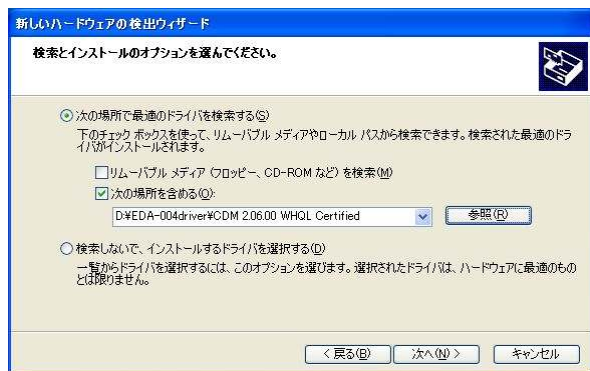 新しいハードウェアの検出ウィザード
検索とインストールのオプションを選んでください。
次の場所で最適のドライバを検索する(S)
下のチェック ボックスを使って、リムーバブル メディアやローカル パスから検索できます。検索された最適のドラ
イバがインストールされます。
リムーバブル メディア (フロッピー、CD-ROM など) を検索(M)
次の場所を含める(O):
D:¥EDA-004driver¥CDM 2.06.00 WHQL Certified
参照(R)
検索しないで、インストールするドライバを選択する(D)
一覧からドライバを選択するには、このオプションを選びます。選択されたドライバは、ハードウェアに最適のもの
とは限りません。
< 戻る(B)
次へ(N) >
キャンセル